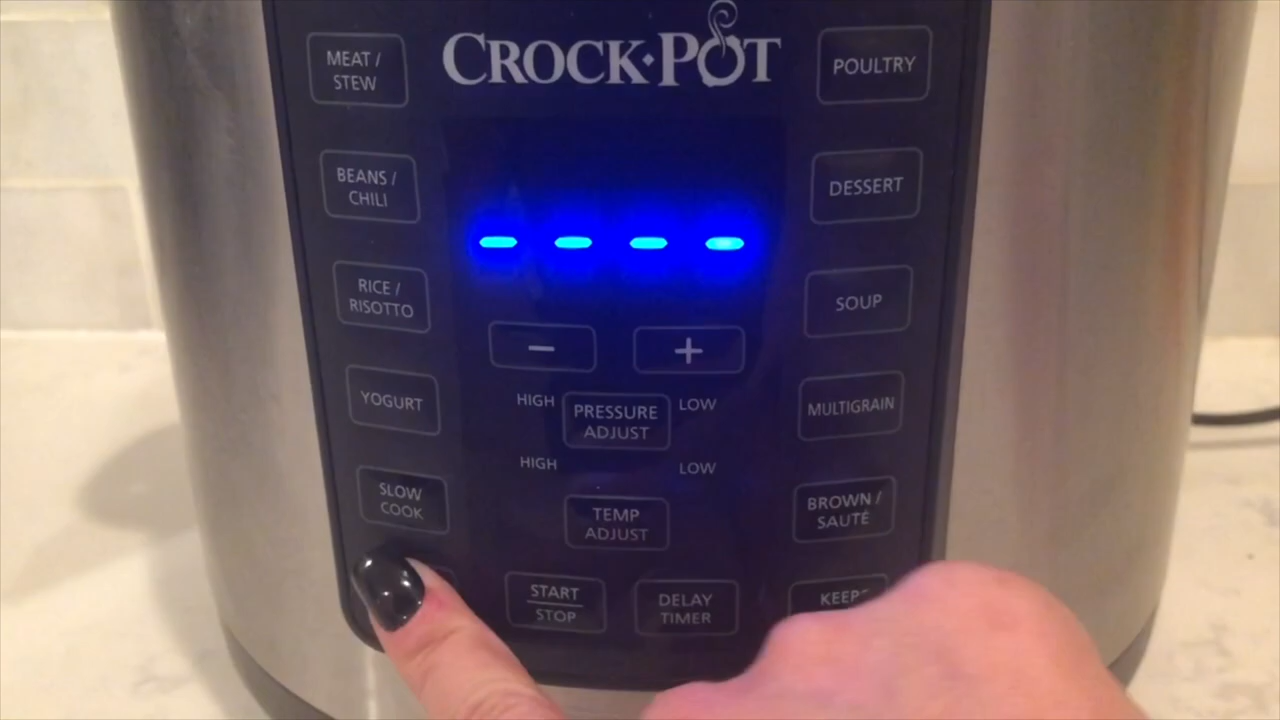 CROCK·POT
MEAT /
STEW
BEANS /
CHILI
RICE /
RISOTTO
YOGURT
SLOW
COOK
POULTRY
DESSERT
SOUP
MULTIGRAIN
BROWN /
SAUTÉ
KEEP
- - - -
− +
HIGH PRESSURE ADJUST LOW
HIGH LOW
TEMP
ADJUST
START
STOP
DELAY
TIMER